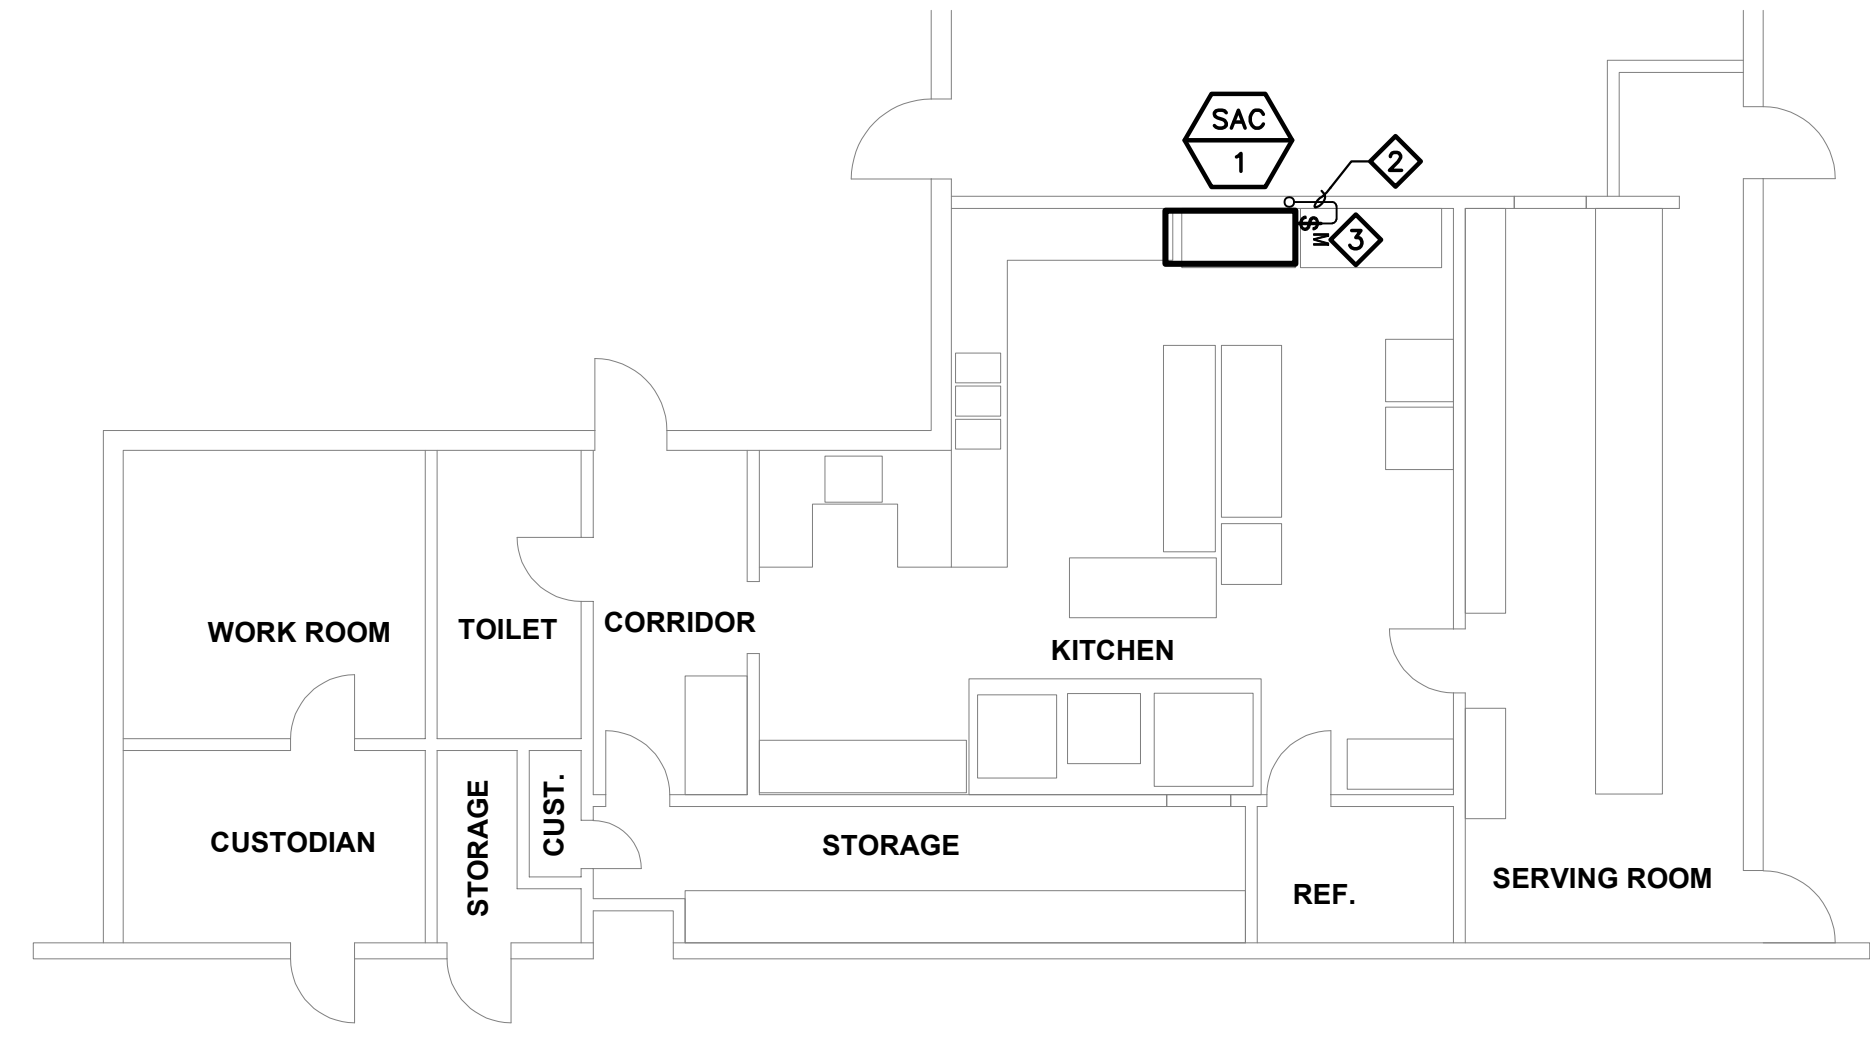 SAC
1
2
$
M
3
WORK ROOM
TOILET
CORRIDOR
KITCHEN
CUSTODIAN
STORAGE
CUST.
STORAGE
REF.
SERVING ROOM